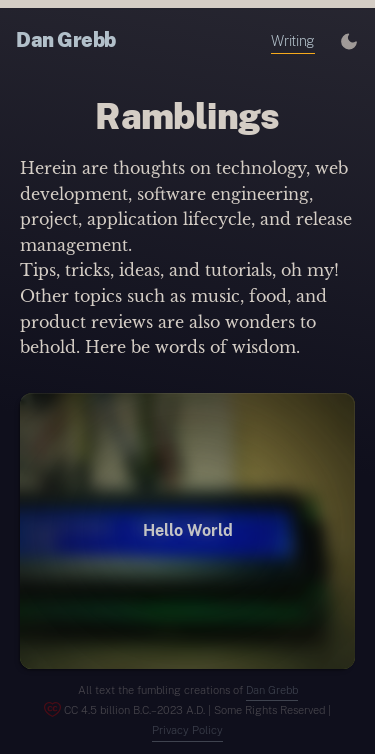 Dan Grebb
Writing
Ramblings
Herein are thoughts on technology, web
development, software engineering,
project, application lifecycle, and release
management.
Tips, tricks, ideas, and tutorials, oh my!
Other topics such as music, food, and
product reviews are also wonders to
behold. Here be words of wisdom.
Hello World
All text the fumbling creations of Dan Grebb
CC 4.5 billion B.C.–2023 A.D. | Some Rights Reserved |
Privacy Policy